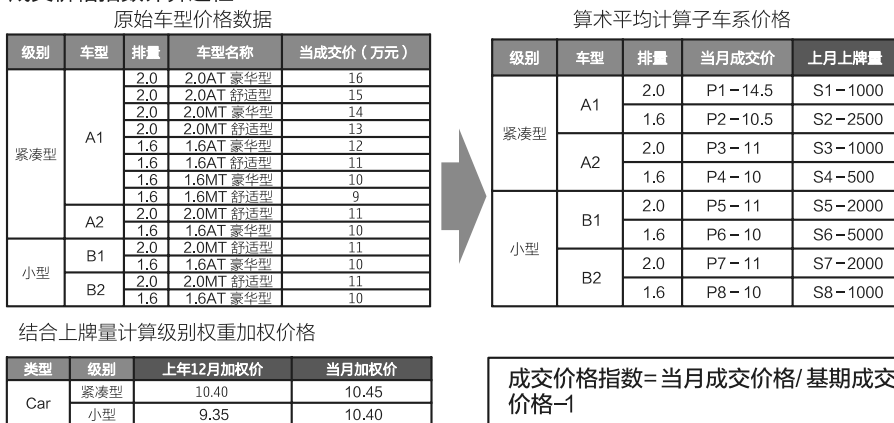 原始车型价格数据
算术平均计算子车系价格
级别 车型 排量 车型名称 当成交价（万元）
紧凑型 A1 2.0 2.0AT 豪华型 16
2.0 2.0AT 舒适型 15
2.0 2.0MT 豪华型 14
2.0 2.0MT 舒适型 13
1.6 1.6AT 豪华型 12
1.6 1.6AT 舒适型 11
1.6 1.6MT 豪华型 10
1.6 1.6MT 舒适型 9
A2 2.0 2.0MT 舒适型 11
1.6 1.6AT 豪华型 10
小型 B1 2.0 2.0MT 舒适型 11
1.6 1.6AT 豪华型 10
B2 2.0 2.0MT 舒适型 11
1.6 1.6AT 豪华型 10
级别 车型 排量 当月成交价 上月上牌量
紧凑型 A1 2.0 P1－14.5 S1－1000
1.6 P2－10.5 S2－2500
A2 2.0 P3－11 S3－1000
1.6 P4－10 S4－500
小型 B1 2.0 P5－11 S5－2000
1.6 P6－10 S6－5000
B2 2.0 P7－11 S7－2000
1.6 P8－10 S8－1000
结合上牌量计算级别权重加权价格
类型 级别 上年12月加权价 当月加权价
Car 紧凑型 10.40 10.45
小型 9.35 10.40
成交价格指数=当月成交价格/基期成交
价格–1